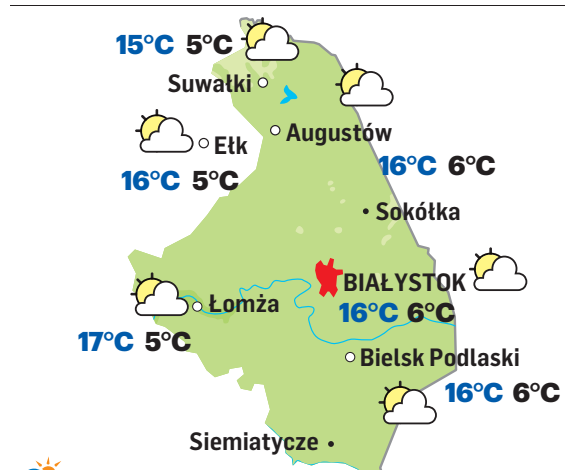 15°C 5°C
Suwałki
Augustów
Ełk
16°C 5°C
16°C 6°C
Sokółka
BIAŁYSTOK
16°C 6°C
Łomża
17°C 5°C
Bielsk Podlaski
16°C 6°C
Siemiatycze